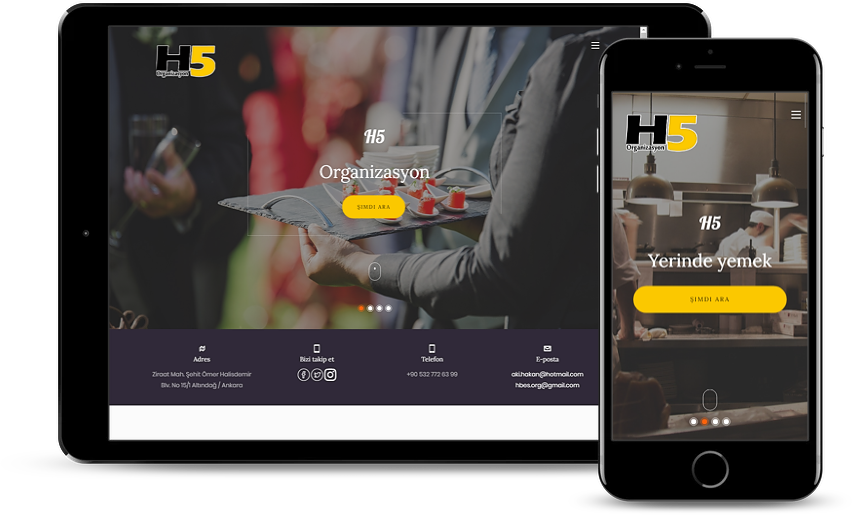 H5
Organizasyon
H5
Organizasyon
ŞIMDI ARA
Adres
Ziraat Mah. Şehit Ömer Halisdemir
Blv. No 15/1 Altındağ / Ankara
Bizi takip et
Telefon
+90 532 772 63 99
E-posta
aki.hakan@hotmail.com
hbes.org@gmail.com
H5
Organizasyon
H5
Yerinde yemek
ŞIMDI ARA